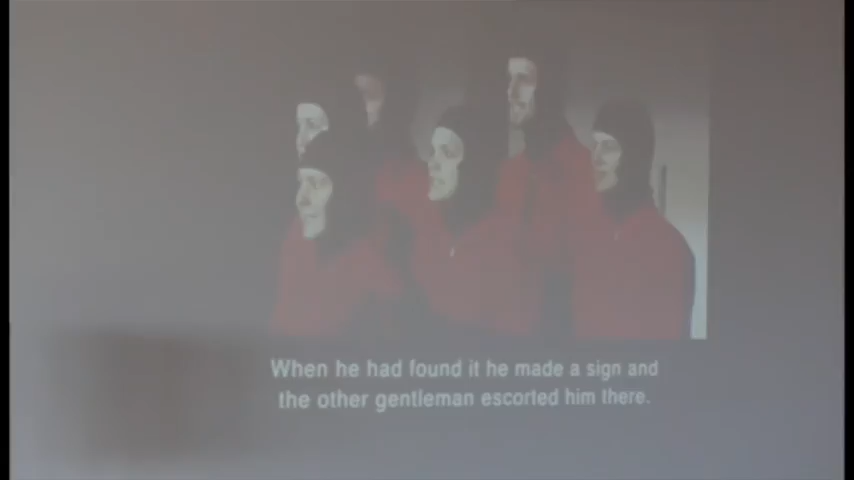 When he had found it he made a sign and
the other gentleman escorted him there.